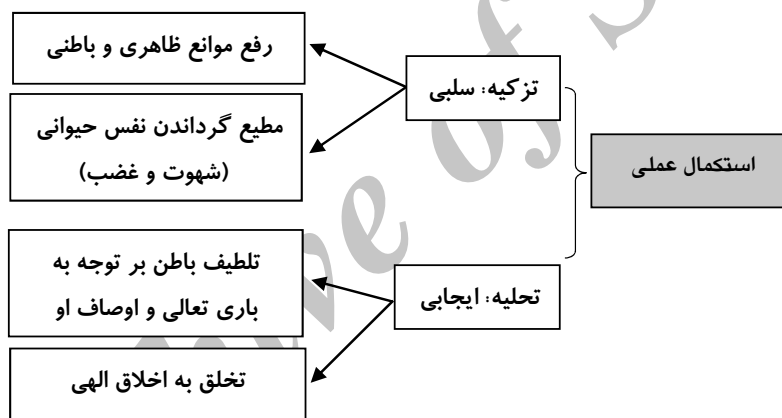 استکمال عملی
تزکیه: سلبی
رفع موانع ظاهری و باطنی
مطیع گرداندن نفس حیوانی
(شهوت و غضب)
تحلیه: ایجابی
تلطیف باطن بر توجه به
باری تعالی و اوصاف او
تخلق به اخلاق الهی